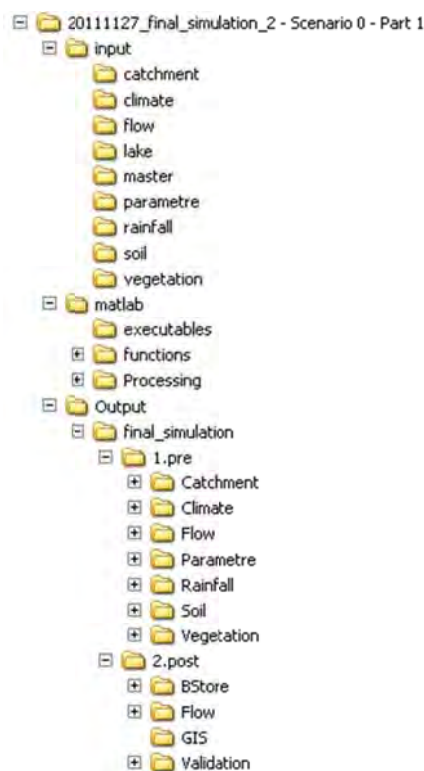 20111127_final_simulation_2 - Scenario 0 - Part 1
input
catchment
climate
flow
lake
master
parametre
rainfall
soil
vegetation
matlab
executables
functions
Processing
Output
final_simulation
1.pre
Catchment
Climate
Flow
Parametre
Rainfall
Soil
Vegetation
2.post
BStore
Flow
GIS
Validation